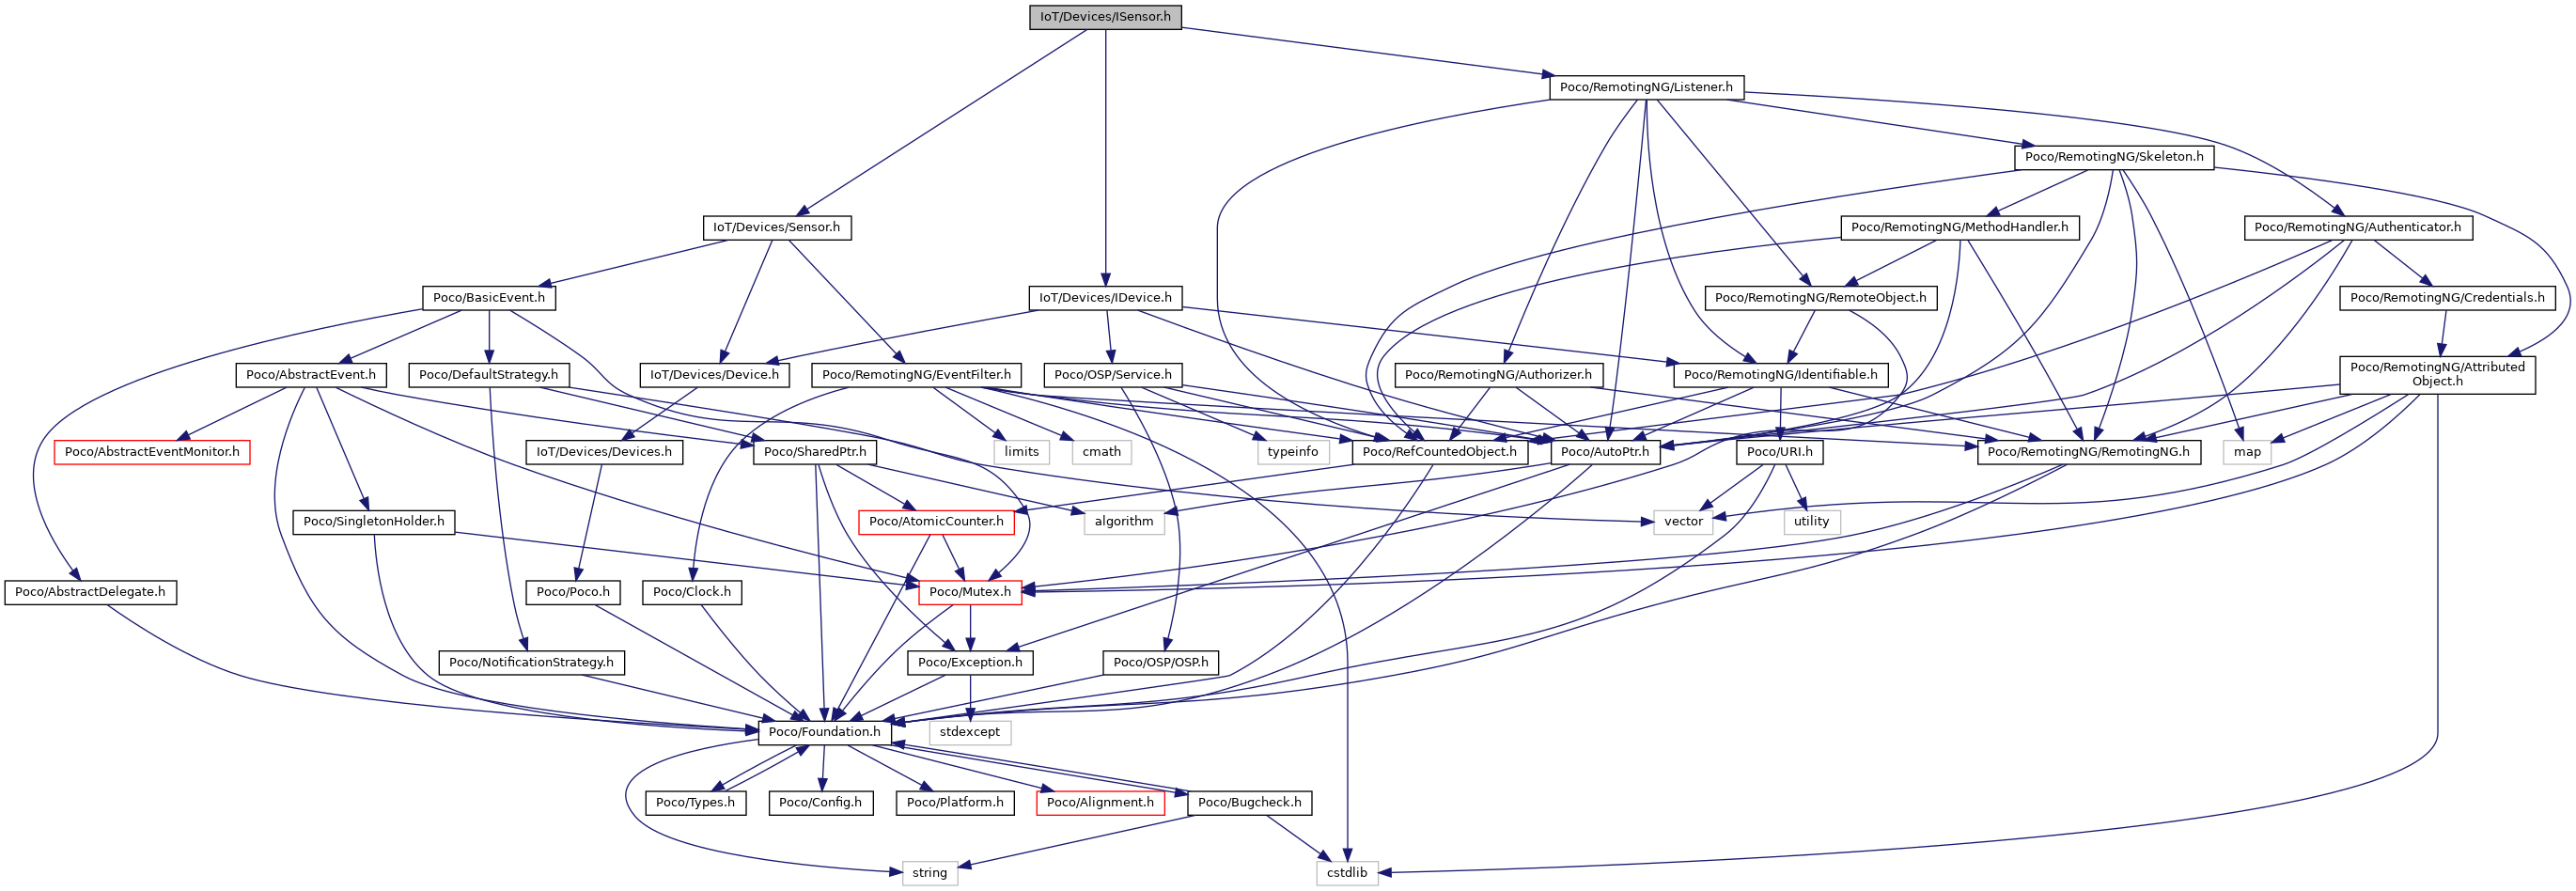 IoT/Devices/ISensor.h
Poco/RemotingNG/Listener.h
Poco/RemotingNG/Skeleton.h
IoT/Devices/Sensor.h
Poco/RemotingNG/MethodHandler.h
Poco/RemotingNG/Authenticator.h
Poco/BasicEvent.h
IoT/Devices/IDevice.h
Poco/RemotingNG/RemoteObject.h
Poco/RemotingNG/Credentials.h
Poco/AbstractEvent.h
Poco/DefaultStrategy.h
IoT/Devices/Device.h
Poco/RemotingNG/EventFilter.h
Poco/OSP/Service.h
Poco/RemotingNG/Authorizer.h
Poco/RemotingNG/Identifiable.h
Poco/RemotingNG/Attributed
Object.h
Poco/AbstractEventMonitor.h
IoT/Devices/Devices.h
Poco/SharedPtr.h
limits
cmath
typeinfo
Poco/RefCountedObject.h
Poco/AutoPtr.h
Poco/URI.h
Poco/RemotingNG/RemotingNG.h
map
Poco/SingletonHolder.h
Poco/AtomicCounter.h
algorithm
vector
utility
Poco/AbstractDelegate.h
Poco/Poco.h
Poco/Clock.h
Poco/Mutex.h
Poco/NotificationStrategy.h
Poco/Exception.h
Poco/OSP/OSP.h
Poco/Foundation.h
stdexcept
Poco/Types.h
Poco/Config.h
Poco/Platform.h
Poco/Alignment.h
Poco/Bugcheck.h
string
cstdlib